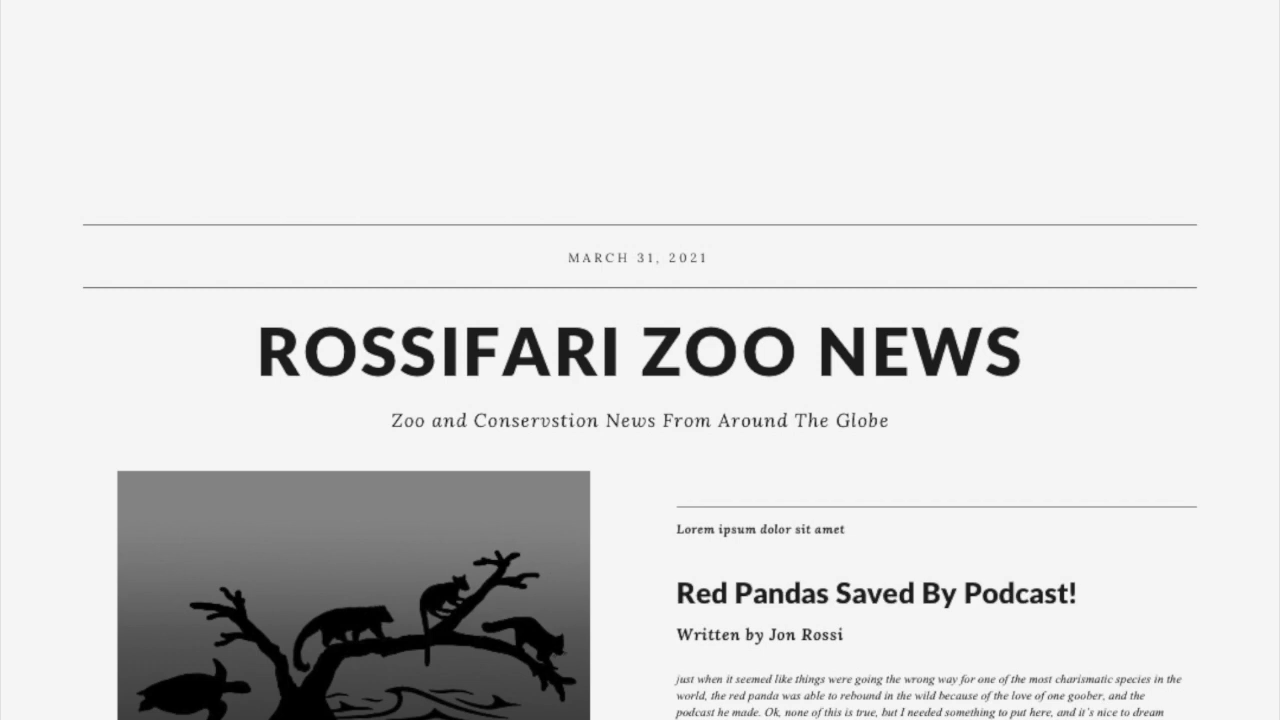 MARCH 31, 2021
ROSSIFARI ZOO NEWS
Zoo and Conservstion News From Around The Globe
Lorem ipsum dolor sit amet
Red Pandas Saved By Podcast!
Written by Jon Rossi
just when it seemed like things were going the wrong way for one of the most charismatic species in the
world, the red panda was able to rebound in the wild because of the love of one goober, and the
podcast he made. Ok, none of this is true, but I needed something to put here, and it's nice to dream